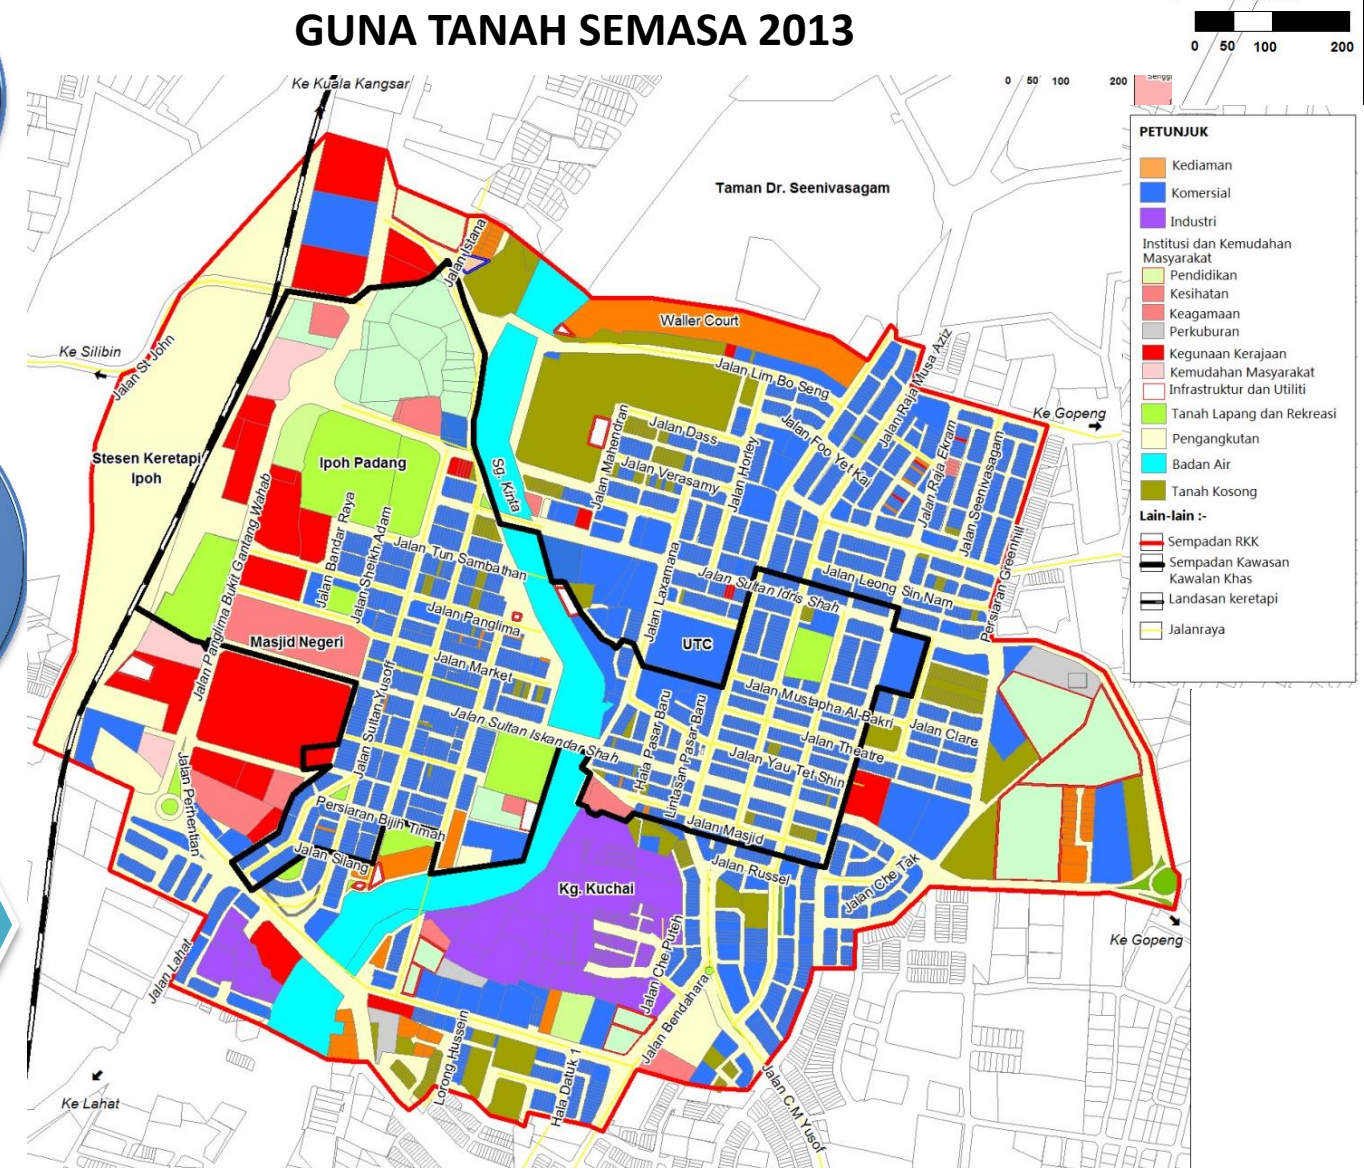 GUNA TANAH SEMASA 2013
0 50 100 200
Ke Kuala Kangsar
0 50 100 200
PETUNJUK
Kediaman
Komersial
Industri
Institusi dan Kemudahan
Masyarakat
Pendidikan
Kesihatan
Keagamaan
Perkuburan
Kegunaan Kerajaan
Kemudahan Masyarakat
Infrastruktur dan Utiliti
Tanah Lapang dan Rekreasi
Pengangkutan
Badan Air
Tanah Kosong
Lain-lain :-
Sempadan RKK
Sempadan Kawasan
Kawalan Khas
Landasan keretapi
Jalanraya
Taman Dr. Seenivasagam
Jalan Istana
Waller Court
Ke Silibin
Jalan St John
Jalan Lim Bo Seng
Jalan Raja Musa Aziz
Ke Gopeng
Jalan Mahendran
Jalan Dass
Jalan Foo Yet Kai
Jalan Raja Ekram
Jalan Seenivasagam
Stesen Keretapi
Ipoh
Ipoh Padang
Sg. Kinta
Jalan Verasamy
Jalan Horley
Jalan Panglima Bukit Gantang Wahab
Jalan Bandar Raya
Jalan Sheikh Adam
Jalan Tun Sambathan
Jalan Laxamana
Jalan Sultan Idris Shah
Jalan Leong Sin Nam
Persiaran Greenhill
Jalan Panglima
Masjid Negeri
UTC
Jalan Market
Jalan Sultan Yusoff
Jalan Sultan Iskandar Shah
Hala Pasar Baru
Lintasan Pasar Baru
Jalan Mustapha Al-Bakri
Jalan Clare
Jalan Theatre
Jalan Yau Tet Shin
Jalan Perhentian
Persiaran Bijih Timah
Jalan Silang
Jalan Masjid
Jalan Russel
Jalan Che Tak
Kg. Kuchai
Jalan Che Puteh
Ke Gopeng
Jalan Lahat
Jalan Bendahara
Lorong Hussein
Hala Datuk 1
Jalan C.M Yusof
Ke Lahat